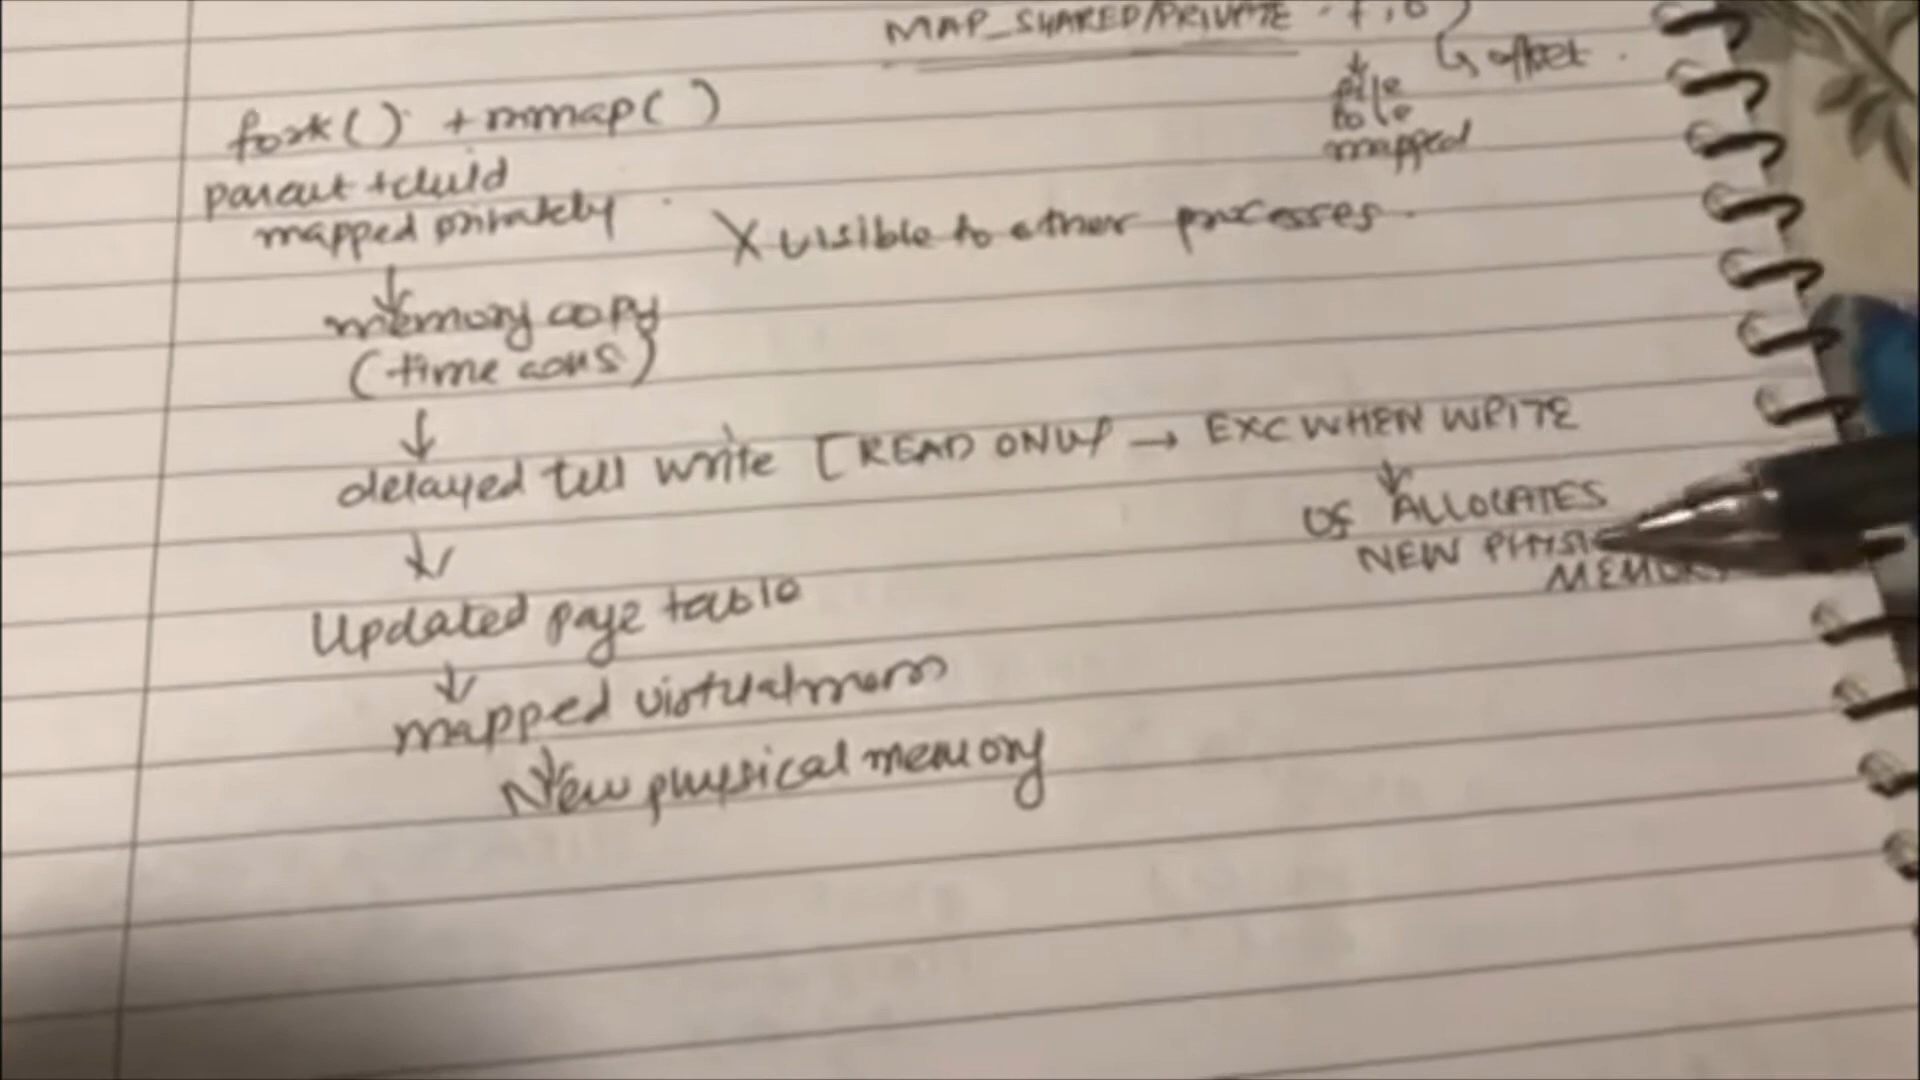 MAP_SHARED/PRIVATE , f, 0 )
↓ ↳ offset.
file
to be
mapped
fork() + mmap( )
parent + child
mapped privately
X visible to other processes.
↓
memory copy
(time cons)
↓
delayed till write [READ ONLY → EXC WHEN WRITE
↓
OS ALLOCATES
NEW PHYSI
MEMOR
↓
Updated page table
↓
mapped virtual mem
↓
New physical memory